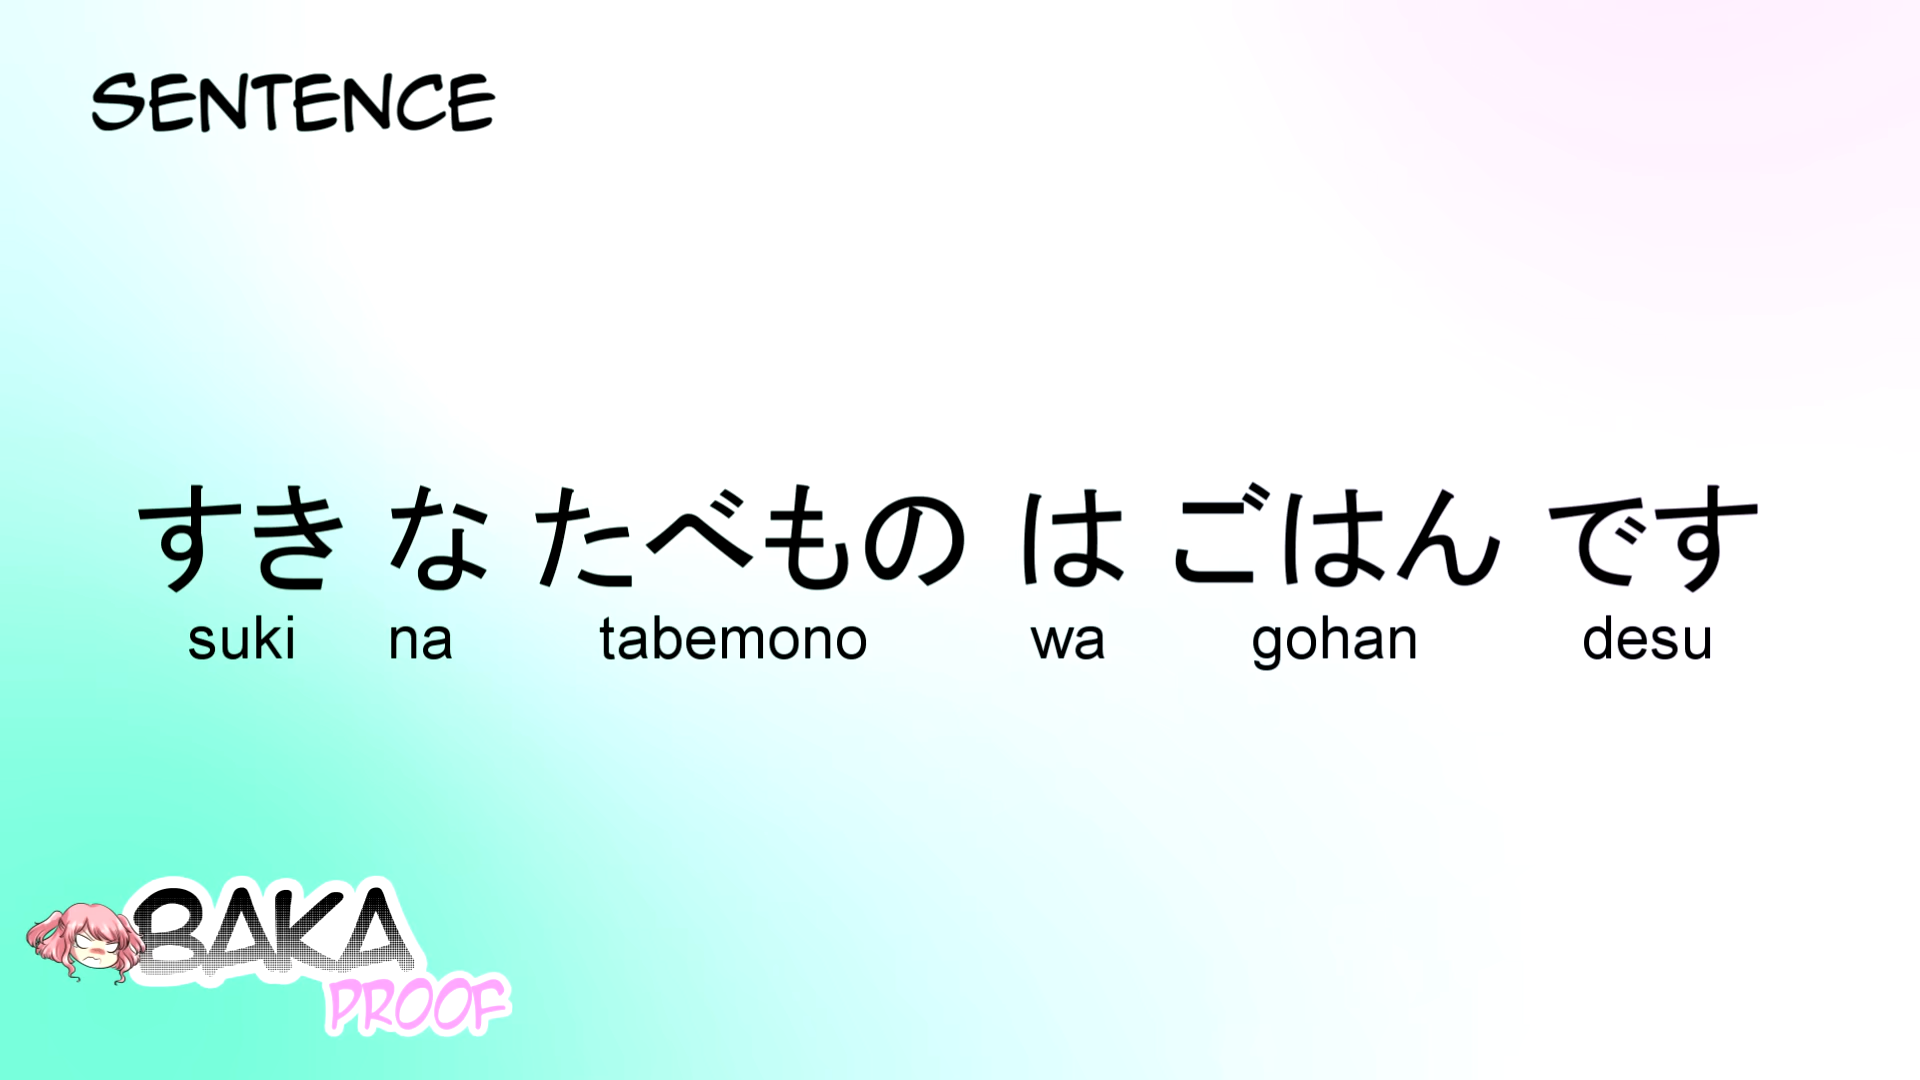 SENTENCE
すき な たべもの は ごはん です
suki na tabemono wa gohan desu
BAKA
PROOF